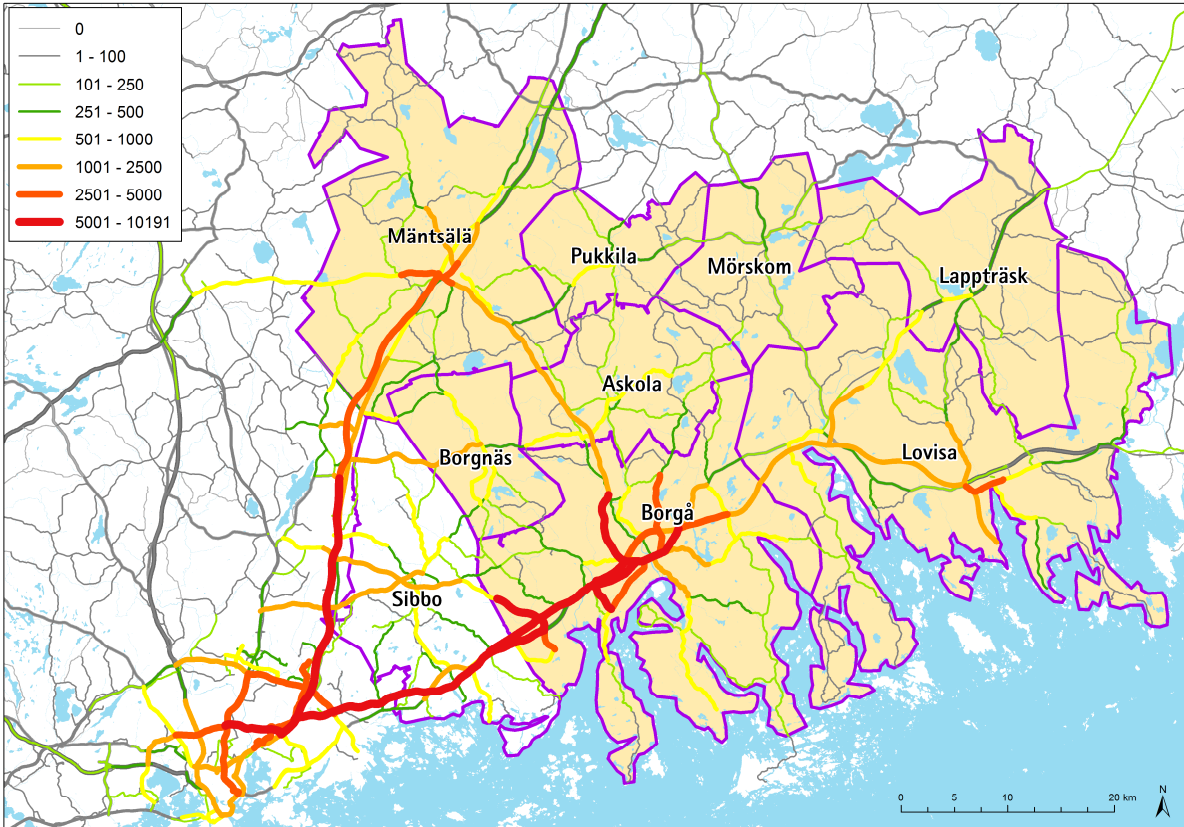 0
1 - 100
101 - 250
251 - 500
501 - 1000
1001 - 2500
2501 - 5000
5001 - 10191
Mäntsälä
Pukkila
Mörskom
Lappträsk
Askola
Borgnäs
Lovisa
Borgå
Sibbo
N
0 5 10 20 km